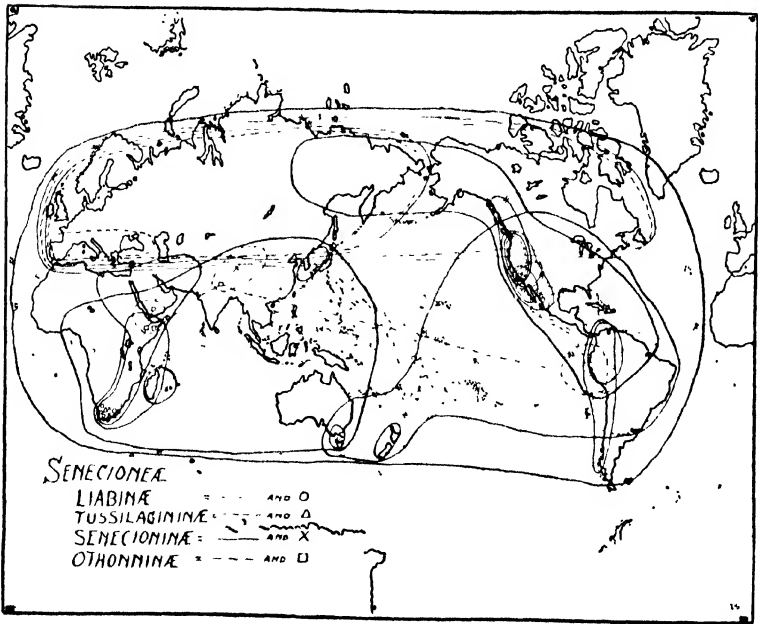 SENECIONEÆ
LIABINÆ = AND O
TUSSILAGININÆ = AND Δ
SENECIONINÆ = AND X
OTHONNINÆ = AND □